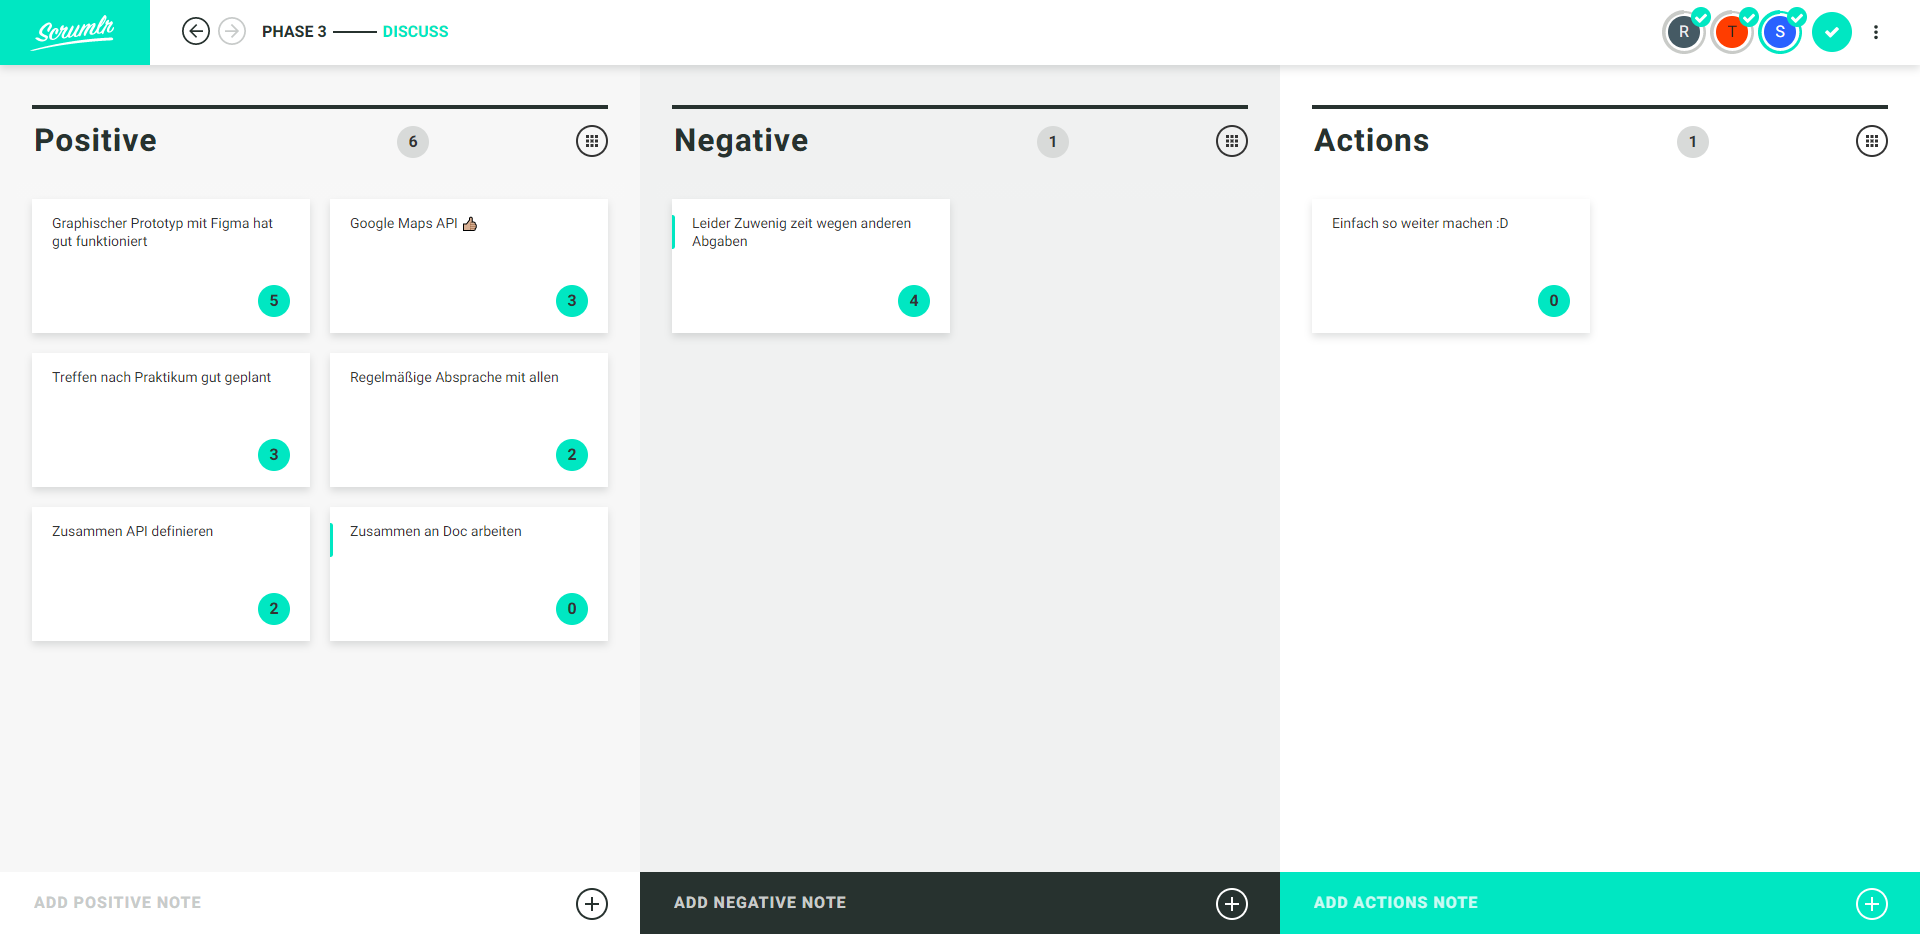 Scrumlr
PHASE 3 DISCUSS
R T S
Positive 6
Graphischer Prototyp mit Figma hat
gut funktioniert
5
Google Maps API 👍🏽
3
Treffen nach Praktikum gut geplant
3
Regelmäßige Absprache mit allen
2
Zusammen API definieren
2
Zusammen an Doc arbeiten
0
ADD POSITIVE NOTE
Negative 1
Leider Zuwenig zeit wegen anderen
Abgaben
4
ADD NEGATIVE NOTE
Actions 1
Einfach so weiter machen :D
0
ADD ACTIONS NOTE